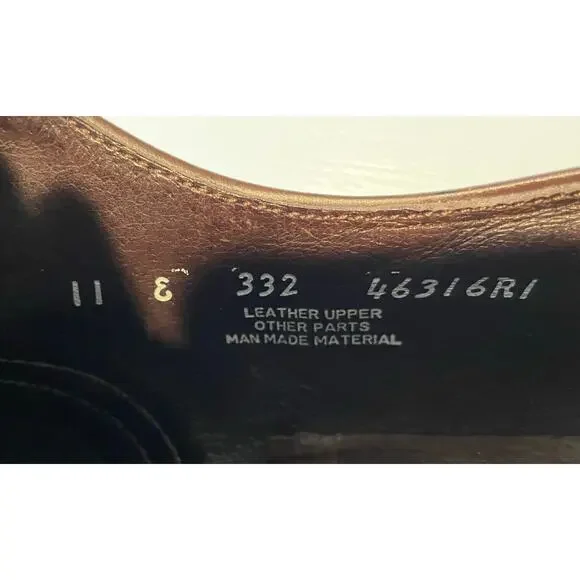 11 E 332 46316R1
LEATHER UPPER
OTHER PARTS
MAN MADE MATERIAL